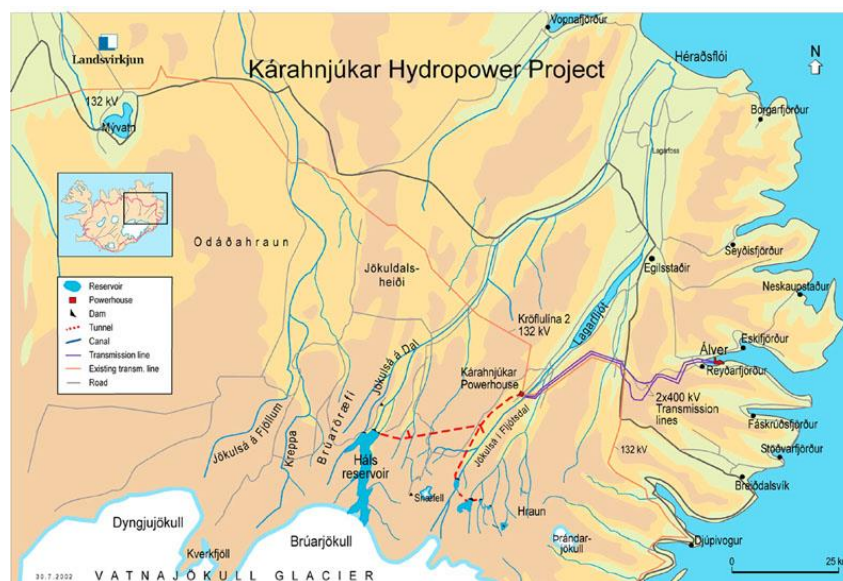 Landsvirkjun
Kárahnjúkar Hydropower Project
Vopnafjörður
Héraðsflói
N
132 kV
Mývatn
Borgarfjörður
Lagarfoss
Ódáðahraun
Jökuldals-
heiði
Seyðisfjörður
Egilsstaðir
Neskaupstaður
Reservoir
Powerhouse
Dam
Tunnel
Canal
Transmission line
Existing transm. line
Road
Kröflulína 2
132 kV
Lagarfljót
Eskifjörður
Álver
Reyðarfjörður
Kárahnjúkar
Powerhouse
Jökulsá á Dal
2x400 kV
Transmission
lines
Fáskrúðsfjörður
Stöðvarfjörður
Breiðdalsvík
132 kV
Jökulsá á Fjöllum
Kreppa
Brúaröræfi
Jökulsá í Fljótsdal
Háls
reservoir
Snæfell
Hraun
Þrándar-
jökull
Djúpivogur
Dyngjujökull
Kverkfjöll
Brúarjökull
30.7.2002
VATNAJÖKULL GLACIER
0
25 km